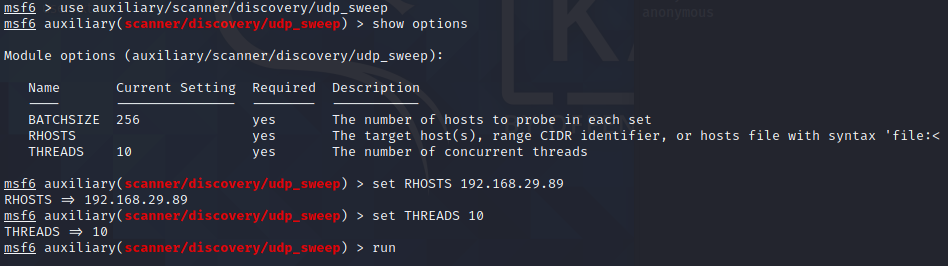 msf6 > use auxiliary/scanner/discovery/udp_sweep
anonymous
msf6 auxiliary(scanner/discovery/udp_sweep) > show options
Module options (auxiliary/scanner/discovery/udp_sweep):
Name Current Setting Required Description
---- --------------- -------- -----------
BATCHSIZE 256 yes The number of hosts to probe in each set
RHOSTS yes The target host(s), range CIDR identifier, or hosts file with syntax 'file:<
THREADS 10 yes The number of concurrent threads
msf6 auxiliary(scanner/discovery/udp_sweep) > set RHOSTS 192.168.29.89
RHOSTS => 192.168.29.89
msf6 auxiliary(scanner/discovery/udp_sweep) > set THREADS 10
THREADS => 10
msf6 auxiliary(scanner/discovery/udp_sweep) > run